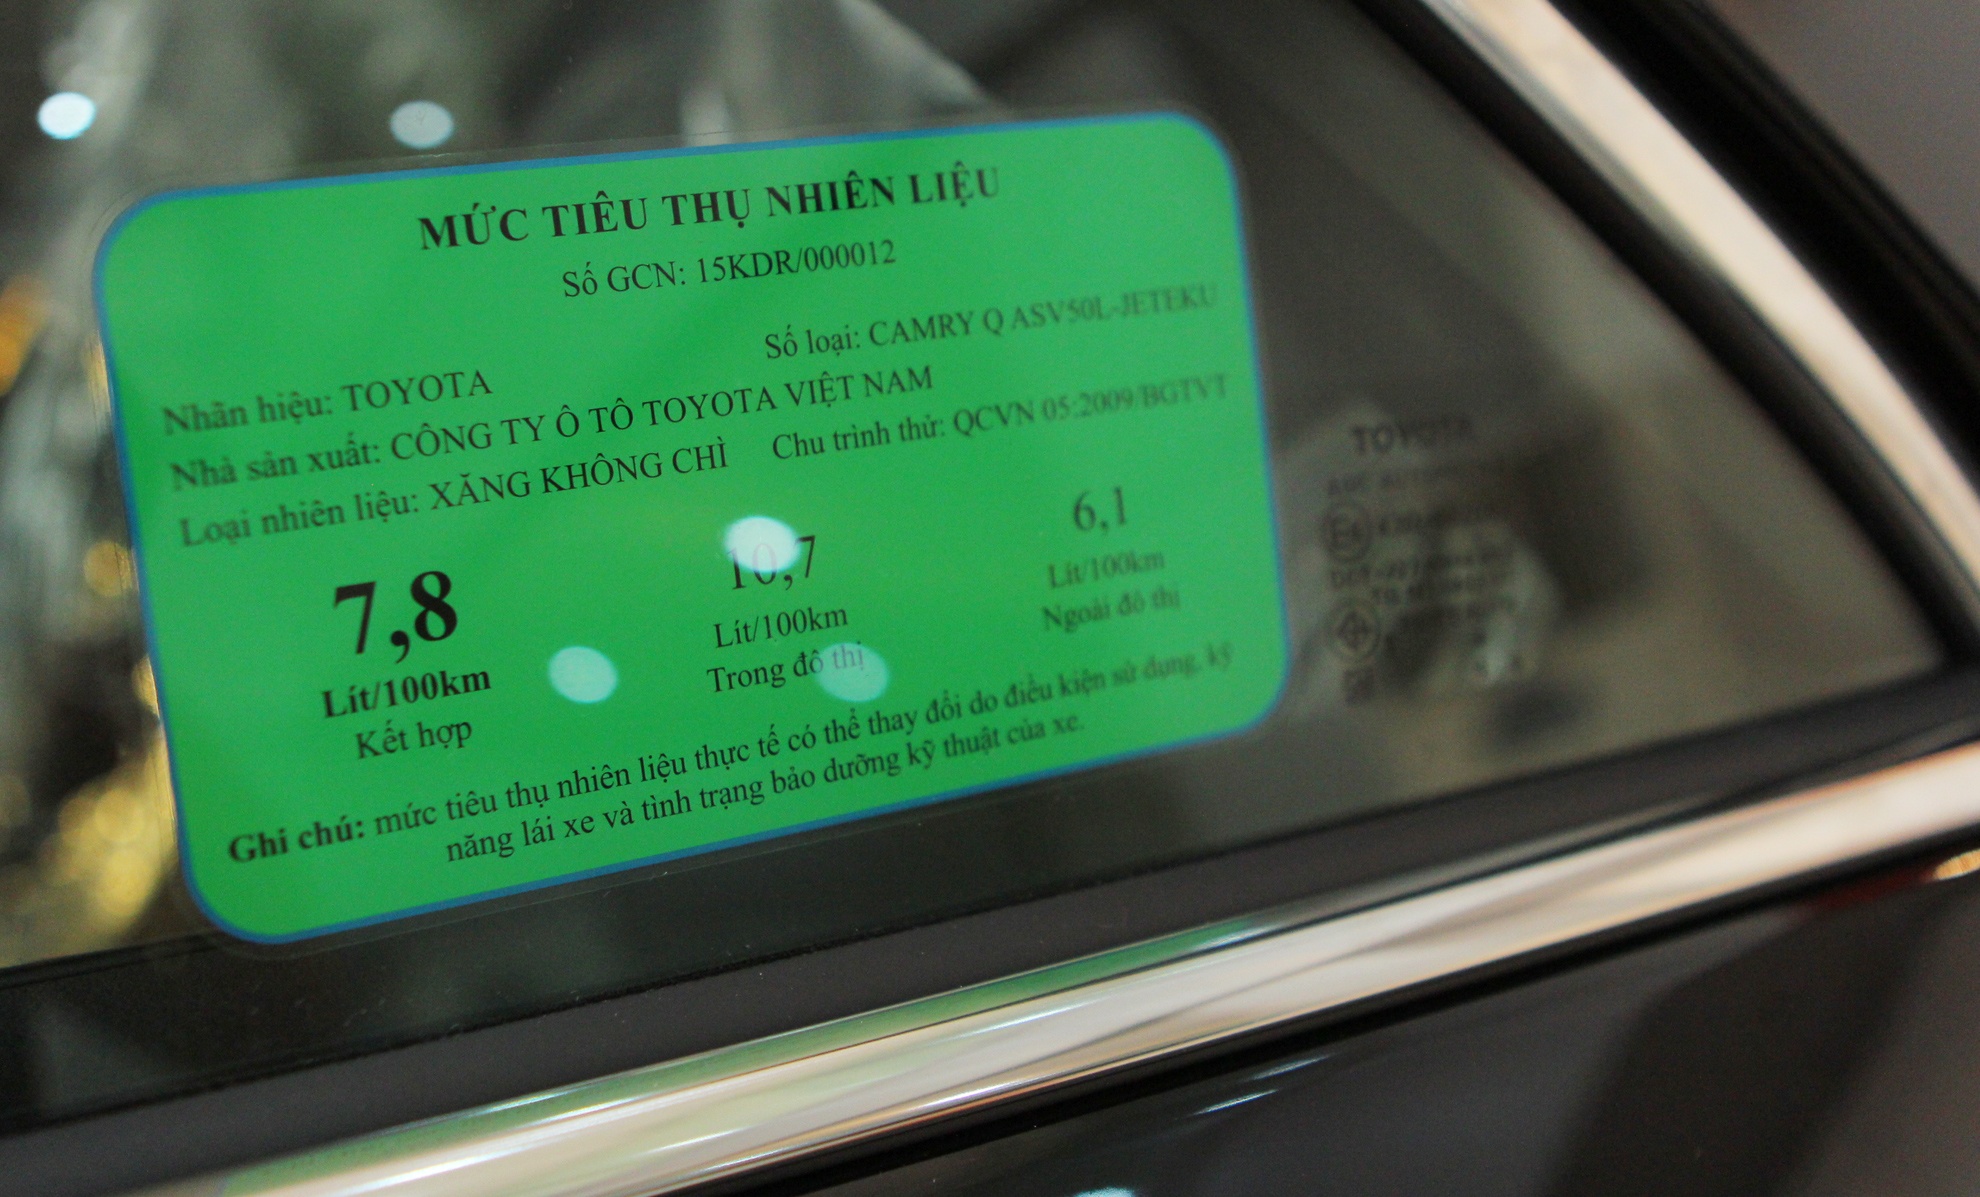 MỨC TIÊU THỤ NHIÊN LIỆU
Số GCN: 15KDR/000012
Nhãn hiệu: TOYOTA Số loại: CAMRY Q ASV50L-JETEKU
Nhà sản xuất: CÔNG TY Ô TÔ TOYOTA VIỆT NAM
Loại nhiên liệu: XĂNG KHÔNG CHÌ Chu trình thử: QCVN 05:2009/BGTVT
7,8 10,7 6,1
Lít/100km Lít/100km Lít/100km
Kết hợp Trong đô thị Ngoài đô thị
Ghi chú: mức tiêu thụ nhiên liệu thực tế có thể thay đổi do điều kiện sử dụng, kỹ
năng lái xe và tình trạng bảo dưỡng kỹ thuật của xe.
TOYOTA